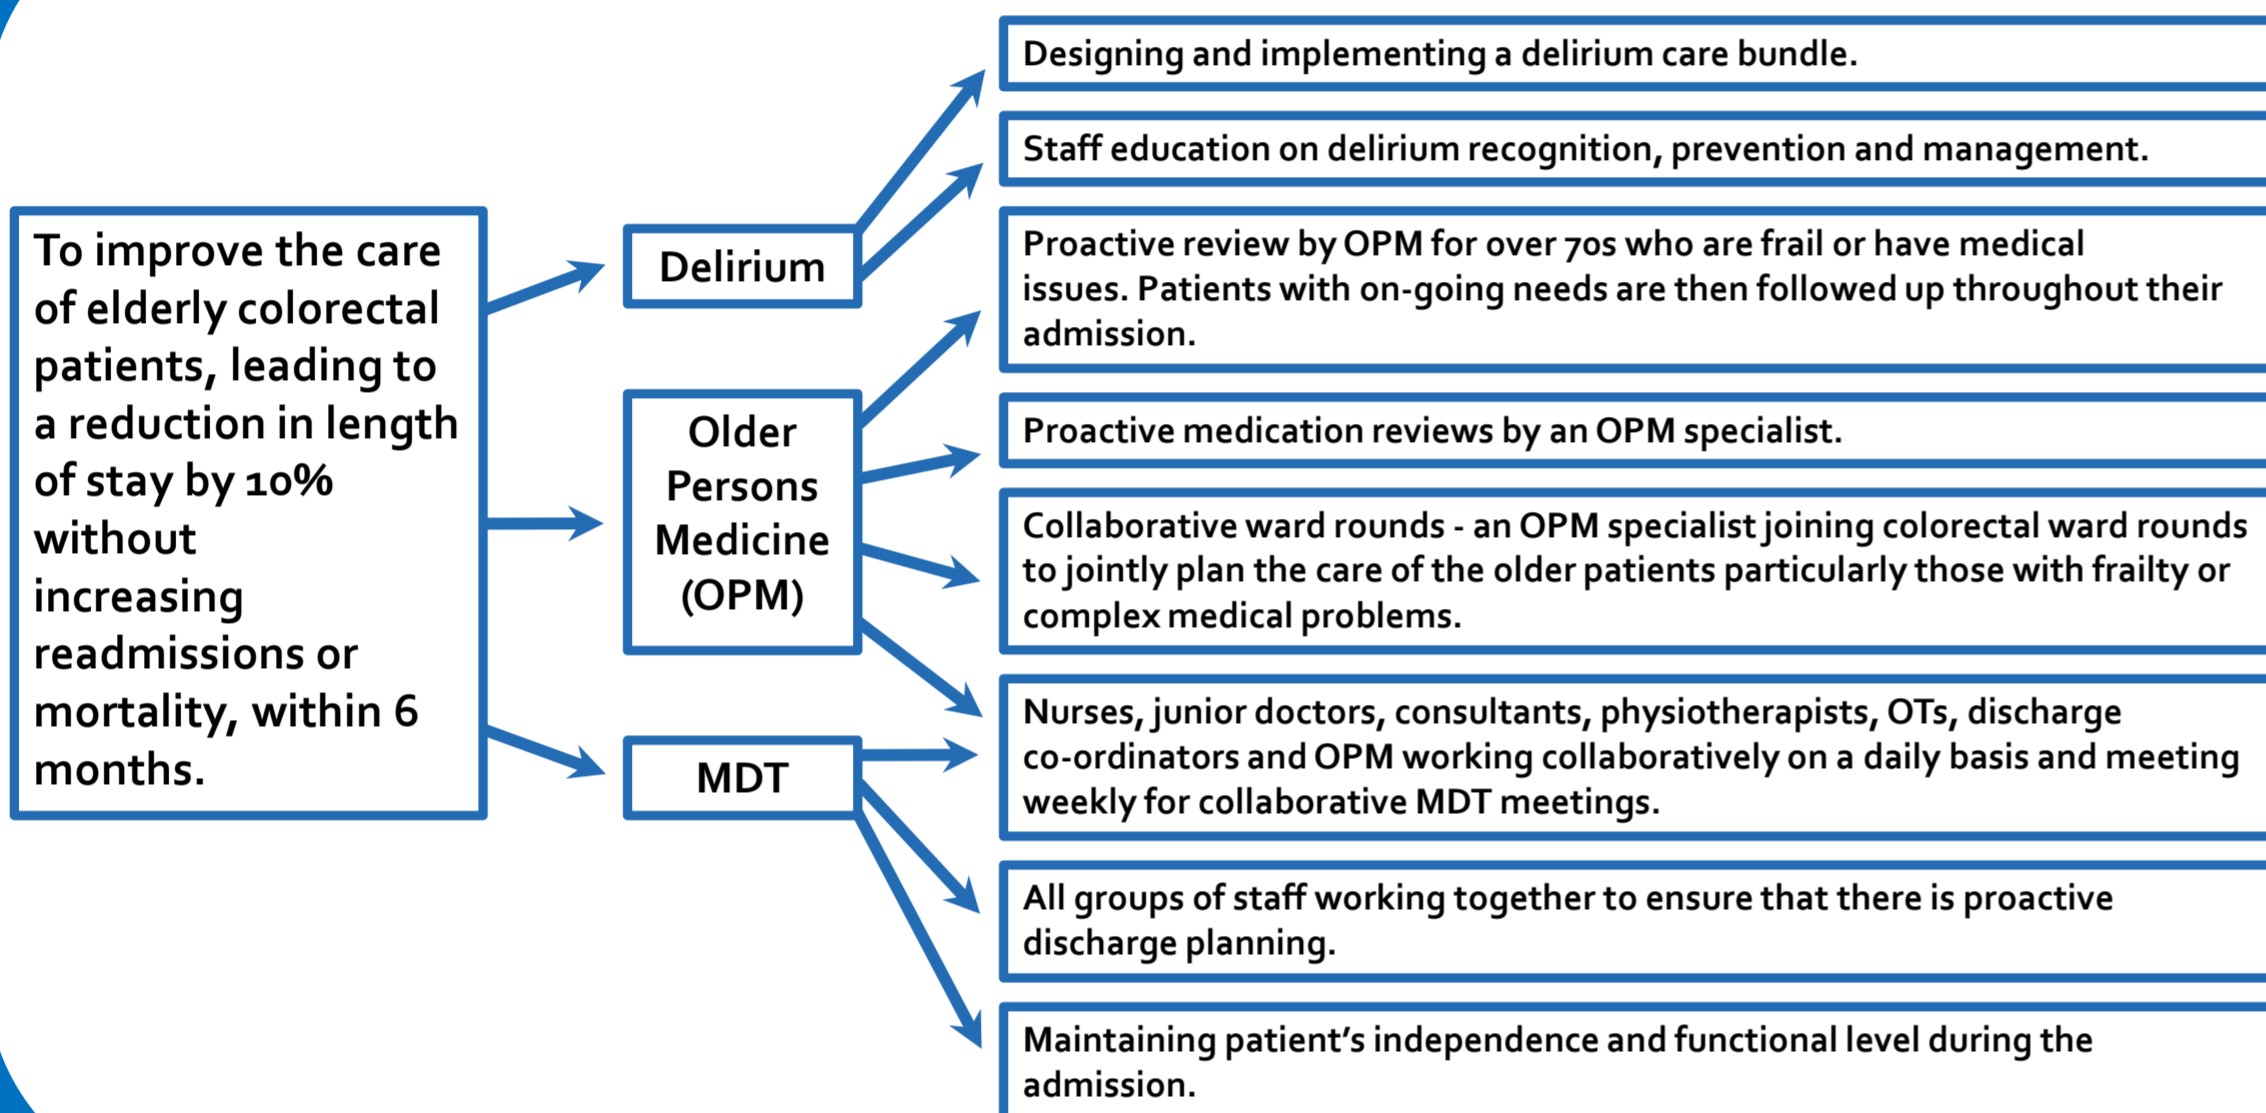 To improve the care
of elderly colorectal
patients, leading to
a reduction in length
of stay by 10%
without
increasing
readmissions or
mortality, within 6
months.
Delirium
Older
Persons
Medicine
(OPM)
MDT
Designing and implementing a delirium care bundle.
Staff education on delirium recognition, prevention and management.
Proactive review by OPM for over 70s who are frail or have medical
issues. Patients with on-going needs are then followed up throughout their
admission.
Proactive medication reviews by an OPM specialist.
Collaborative ward rounds - an OPM specialist joining colorectal ward rounds
to jointly plan the care of the older patients particularly those with frailty or
complex medical problems.
Nurses, junior doctors, consultants, physiotherapists, OTs, discharge
co-ordinators and OPM working collaboratively on a daily basis and meeting
weekly for collaborative MDT meetings.
All groups of staff working together to ensure that there is proactive
discharge planning.
Maintaining patient’s independence and functional level during the
admission.